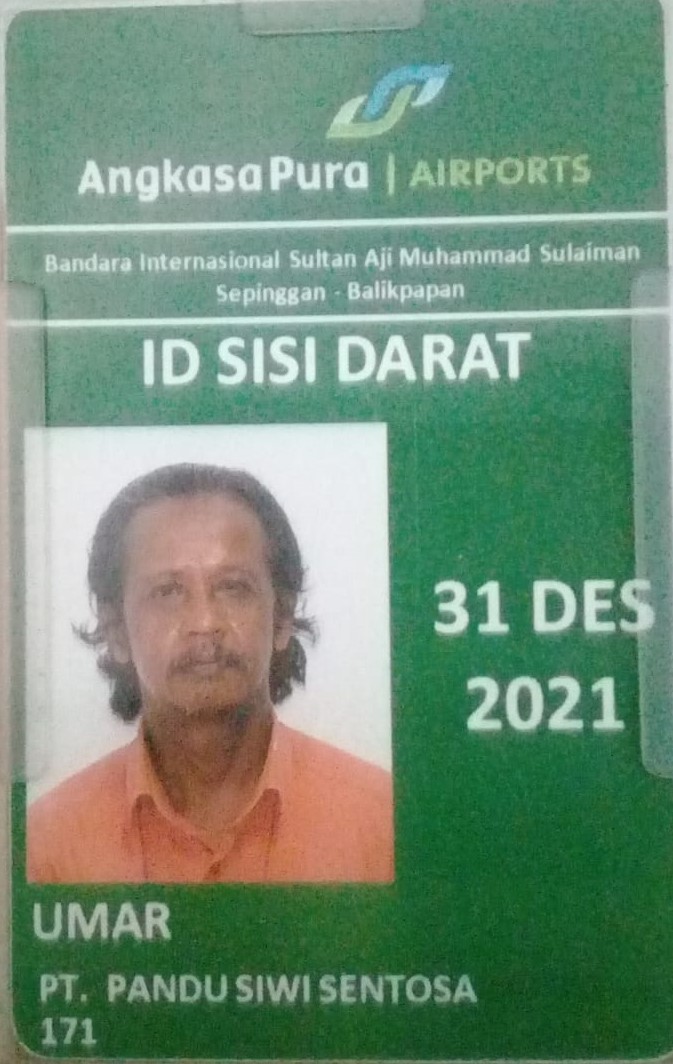 AngkasaPura | AIRPORTS
Bandara Internasional Sultan Aji Muhammad Sulaiman
Sepinggan - Balikpapan
ID SISI DARAT
31 DES
2021
UMAR
PT. PANDU SIWI SENTOSA
171